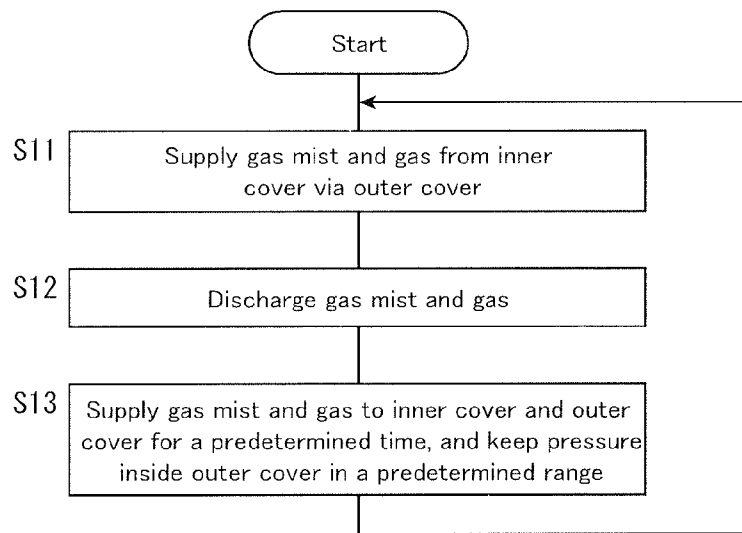 Start
S11
Supply gas mist and gas from inner
cover via outer cover
S12
Discharge gas mist and gas
S13
Supply gas mist and gas to inner cover and outer
cover for a predetermined time, and keep pressure
inside outer cover in a predetermined range